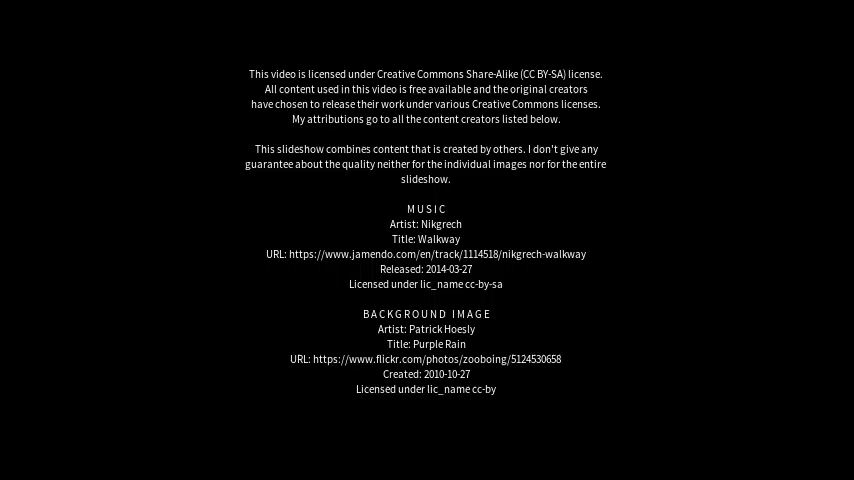 This video is licensed under Creative Commons Share-Alike (CC BY-SA) license.
All content used in this video is free available and the original creators
have chosen to release their work under various Creative Commons licenses.
My attributions go to all the content creators listed below.
This slideshow combines content that is created by others. I don't give any
guarantee about the quality neither for the individual images nor for the entire
slideshow.
MUSIC
Artist: Nikgrech
Title: Walkway
URL: https://www.jamendo.com/en/track/1114518/nikgrech-walkway
Released: 2014-03-27
Licensed under lic_name cc-by-sa
BACKGROUND IMAGE
Artist: Patrick Hoesly
Title: Purple Rain
URL: https://www.flickr.com/photos/zooboing/5124530658
Created: 2010-10-27
Licensed under lic_name cc-by